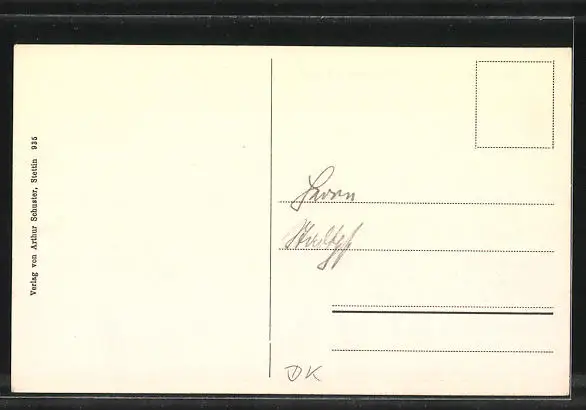 Verlag von Arthur Schuster, Stettin 935
Herrn
DK